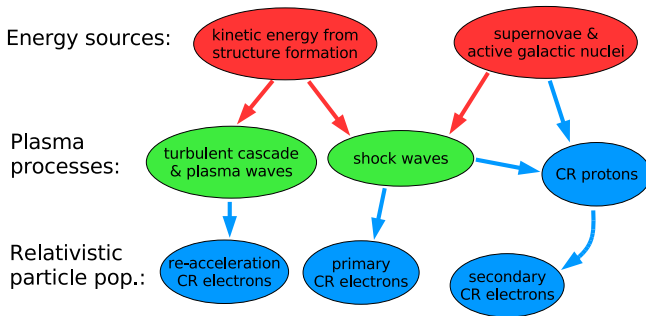 Energy sources:
kinetic energy from
structure formation
supernovae &
active galactic nuclei
Plasma
processes:
turbulent cascade
& plasma waves
shock waves
CR protons
Relativistic
particle pop.:
re-acceleration
CR electrons
primary
CR electrons
secondary
CR electrons